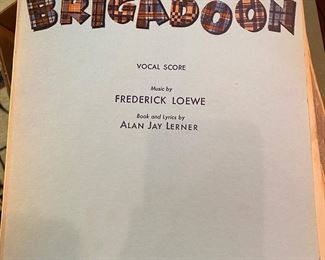 BRIGADOON
VOCAL SCORE
Music by
FREDERICK LOEWE
Book and Lyrics by
ALAN JAY LERNER